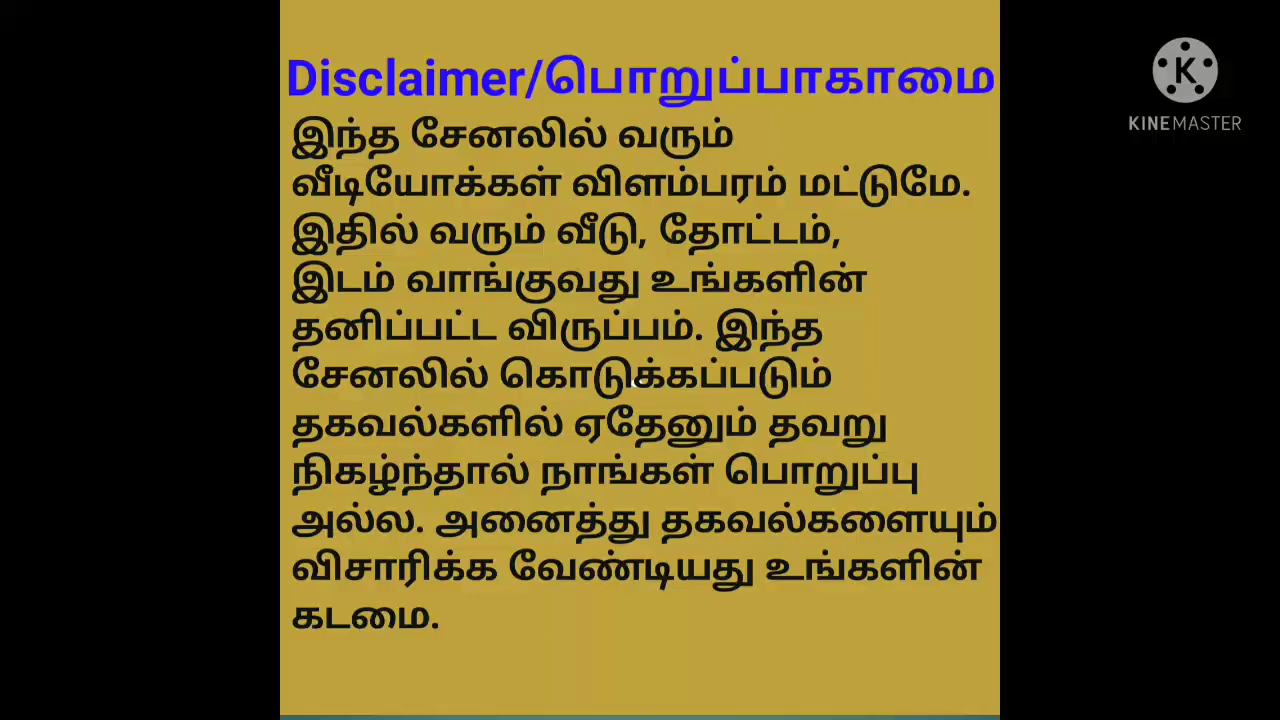 Disclaimer/பொறுப்பாகாமை
இந்த சேனலில் வரும்
வீடியோக்கள் விளம்பரம் மட்டுமே.
இதில் வரும் வீடு, தோட்டம்,
இடம் வாங்குவது உங்களின்
தனிப்பட்ட விருப்பம். இந்த
சேனலில் கொடுக்கப்படும்
தகவல்களில் ஏதேனும் தவறு
நிகழ்ந்தால் நாங்கள் பொறுப்பு
அல்ல. அனைத்து தகவல்களையும்
விசாரிக்க வேண்டியது உங்களின்
கடமை.
K
KINEMASTER